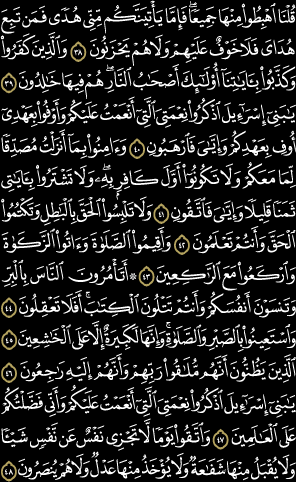 قُلْنَا ٱهْبِطُوا۟ مِنْهَا جَمِيعًا ۖ فَإِمَّا يَأْتِيَنَّكُم مِّنِّى هُدًى فَمَن تَبِعَ
هُدَاىَ فَلَا خَوْفٌ عَلَيْهِمْ وَلَا هُمْ يَحْزَنُونَ ٣٨ وَٱلَّذِينَ كَفَرُوا۟
وَكَذَّبُوا۟ بِـَٔايَـٰتِنَآ أُو۟لَـٰٓئِكَ أَصْحَـٰبُ ٱلنَّارِ ۖ هُمْ فِيهَا خَـٰلِدُونَ ٣٩
يَـٰبَنِىٓ إِسْرَٰٓءِيلَ ٱذْكُرُوا۟ نِعْمَتِىَ ٱلَّتِىٓ أَنْعَمْتُ عَلَيْكُمْ وَأَوْفُوا۟ بِعَهْدِىٓ
أُوفِ بِعَهْدِكُمْ وَإِيَّـٰىَ فَٱرْهَبُونِ ٤٠ وَءَامِنُوا۟ بِمَآ أَنزَلْتُ مُصَدِّقًا
لِّمَا مَعَكُمْ وَلَا تَكُونُوٓا۟ أَوَّلَ كَافِرٍۭ بِهِۦ ۖ وَلَا تَشْتَرُوا۟ بِـَٔايَـٰتِى
ثَمَنًا قَلِيلًا وَإِيَّـٰىَ فَٱتَّقُونِ ٤١ وَلَا تَلْبِسُوا۟ ٱلْحَقَّ بِٱلْبَـٰطِلِ وَتَكْتُمُوا۟
ٱلْحَقَّ وَأَنتُمْ تَعْلَمُونَ ٤٢ وَأَقِيمُوا۟ ٱلصَّلَوٰةَ وَءَاتُوا۟ ٱلزَّكَوٰةَ
وَٱرْكَعُوا۟ مَعَ ٱلرَّٰكِعِينَ ٤٣ ۞ أَتَأْمُرُونَ ٱلنَّاسَ بِٱلْبِرِّ
وَتَنسَوْنَ أَنفُسَكُمْ وَأَنتُمْ تَتْلُونَ ٱلْكِتَـٰبَ ۚ أَفَلَا تَعْقِلُونَ ٤٤
وَٱسْتَعِينُوا۟ بِٱلصَّبْرِ وَٱلصَّلَوٰةِ ۚ وَإِنَّهَا لَكَبِيرَةٌ إِلَّا عَلَى ٱلْخَـٰشِعِينَ ٤٥
ٱلَّذِينَ يَظُنُّونَ أَنَّهُم مُّلَـٰقُوا۟ رَبِّهِمْ وَأَنَّهُمْ إِلَيْهِ رَٰجِعُونَ ٤٦
يَـٰبَنِىٓ إِسْرَٰٓءِيلَ ٱذْكُرُوا۟ نِعْمَتِىَ ٱلَّتِىٓ أَنْعَمْتُ عَلَيْكُمْ وَأَنِّى فَضَّلْتُكُمْ
عَلَى ٱلْعَـٰلَمِينَ ٤٧ وَٱتَّقُوا۟ يَوْمًا لَّا تَجْزِى نَفْسٌ عَن نَّفْسٍ شَيْـًٔا
وَلَا يُقْبَلُ مِنْهَا شَفَـٰعَةٌ وَلَا يُؤْخَذُ مِنْهَا عَدْلٌ وَلَا هُمْ يُنصَرُونَ ٤٨